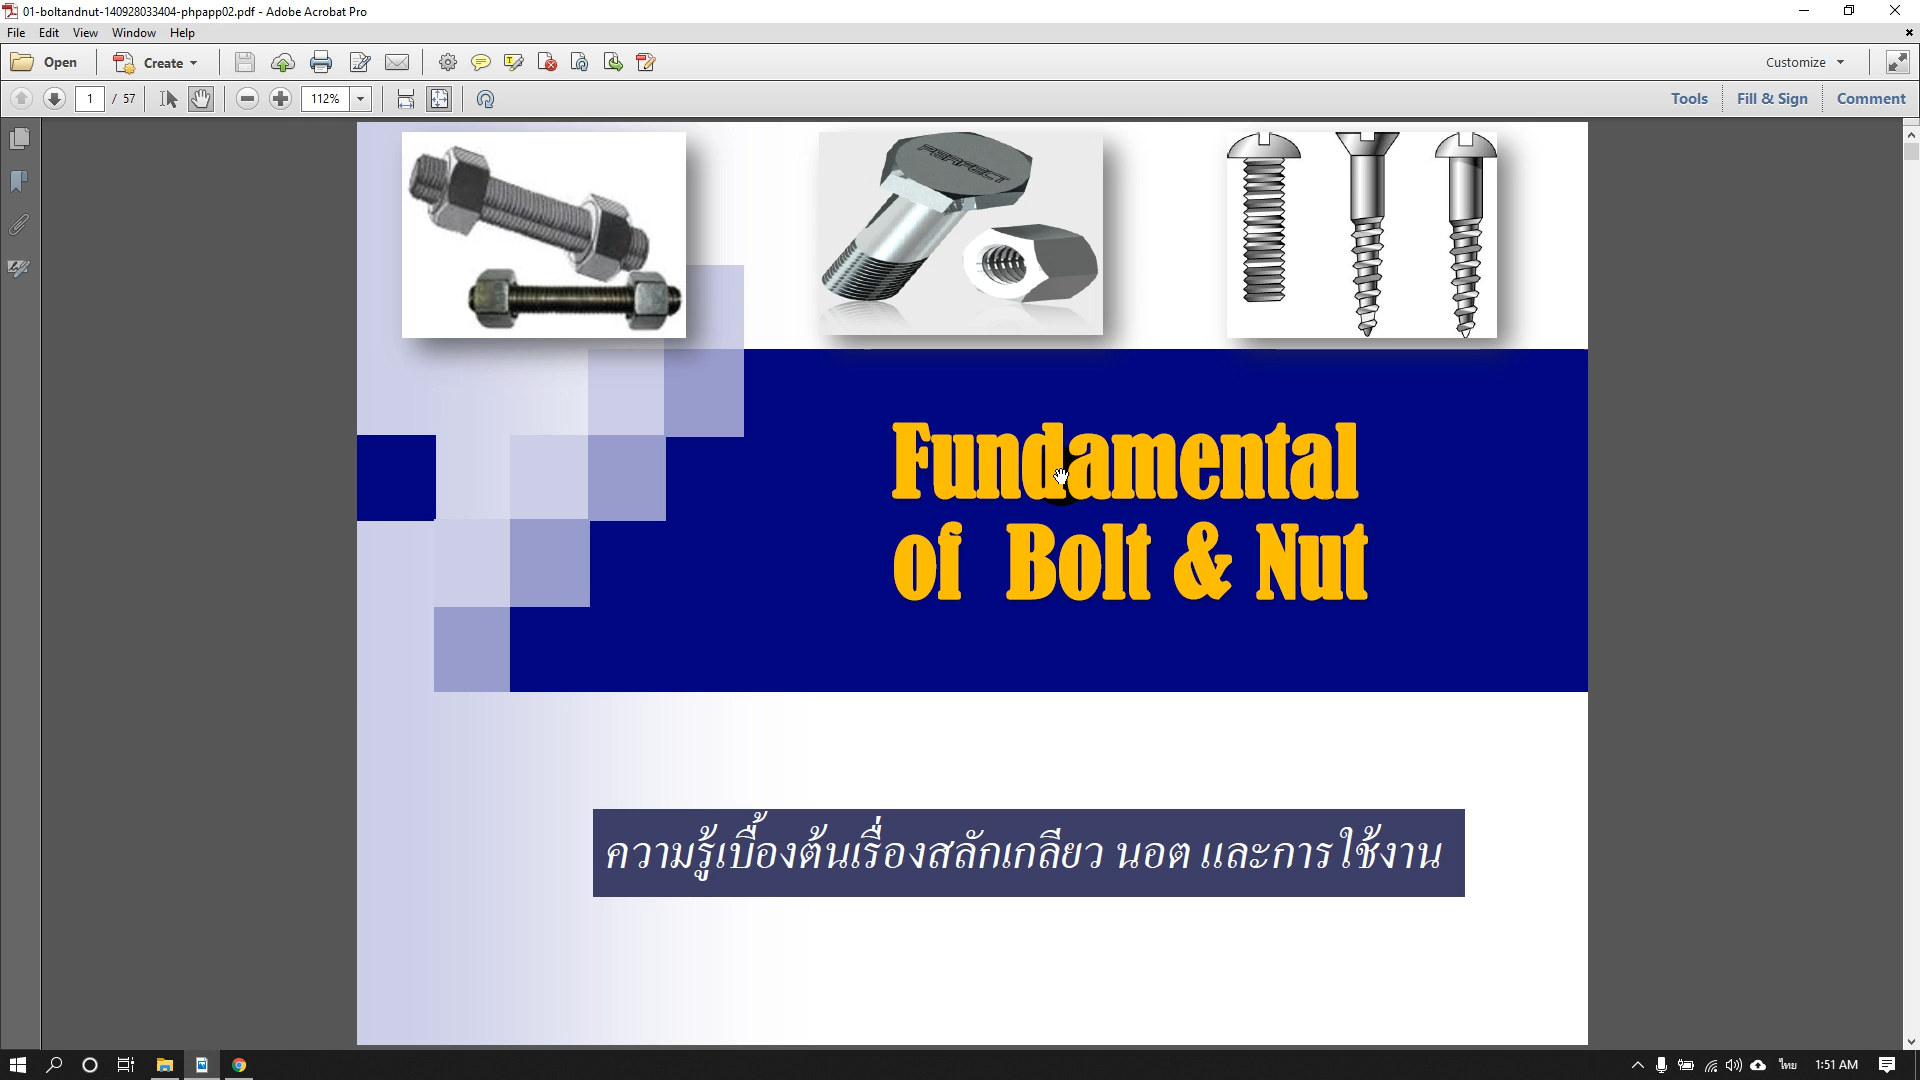 01-boltandnut-140928033404-phpapp02.pdf - Adobe Acrobat Pro
File Edit View Window Help
Open Create Customize
1 / 57 112% Tools Fill & Sign Comment
PERFECT
Fundamental
of Bolt & Nut
ความรู้เบื้องต้นเรื่องสลักเกลียว นอต และการใช้งาน
ไทย 1:51 AM